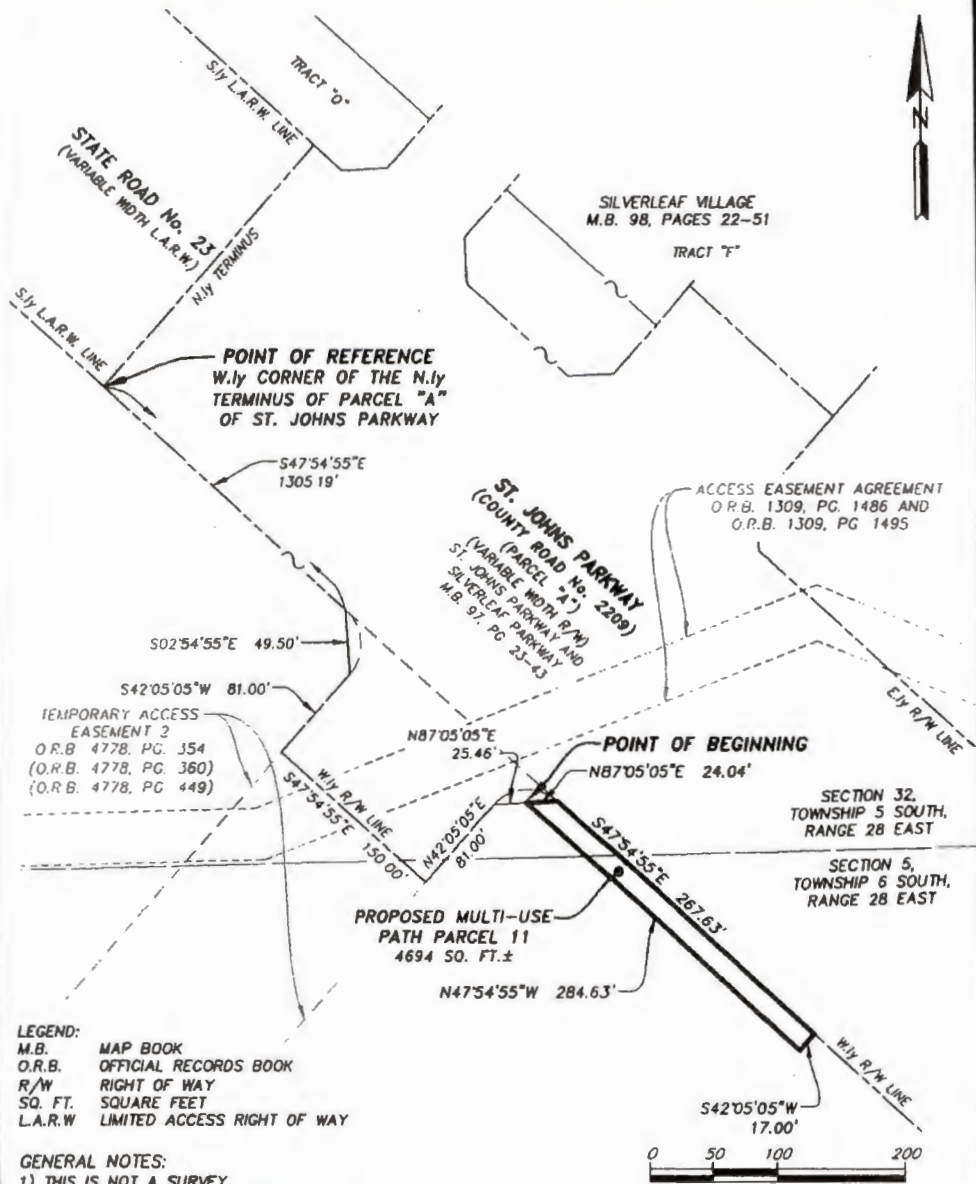 TRACT "O"
S.ly L.A.R.W. LINE
STATE ROAD No. 23
(VARIABLE WIDTH L.A.R.W.)
N.ly TERMINUS
S.ly L.A.R.W. LINE
N
SILVERLEAF VILLAGE
M.B. 98, PAGES 22-51
TRACT "F"
POINT OF REFERENCE
W.ly CORNER OF THE N.ly
TERMINUS OF PARCEL "A"
OF ST. JOHNS PARKWAY
S47°54'55"E
1305.19'
ST. JOHNS PARKWAY
(COUNTY ROAD No. 2209)
(PARCEL "A")
(VARIABLE WIDTH R/W)
ST. JOHNS PARKWAY AND
SILVERLEAF PARKWAY
M.B. 97, PG 23-43
ACCESS EASEMENT AGREEMENT
O.R.B. 1309, PG. 1486 AND
O.R.B. 1309, PG 1495
S02°54'55"E 49.50'
S42°05'05"W 81.00'
TEMPORARY ACCESS
EASEMENT 2
O.R.B 4778, PG. 354
(O.R.B. 4778, PG. 360)
(O.R.B. 4778, PG 449)
E.ly R/W LINE
N87°05'05"E
25.46'
POINT OF BEGINNING
N87°05'05"E 24.04'
W.ly R/W LINE
S47°54'55"E 150.00'
N42°05'05"E
81.00'
S47°54'55"E 267.63'
SECTION 32,
TOWNSHIP 5 SOUTH,
RANGE 28 EAST
SECTION 5,
TOWNSHIP 6 SOUTH,
RANGE 28 EAST
PROPOSED MULTI-USE
PATH PARCEL 11
4694 SQ. FT.±
N47°54'55"W 284.63'
W.ly R/W LINE
S42°05'05"W
17.00'
LEGEND:
M.B. MAP BOOK
O.R.B. OFFICIAL RECORDS BOOK
R/W RIGHT OF WAY
SQ. FT. SQUARE FEET
L.A.R.W LIMITED ACCESS RIGHT OF WAY
0 50 100 200
GENERAL NOTES:
1) THIS IS NOT A SURVEY.